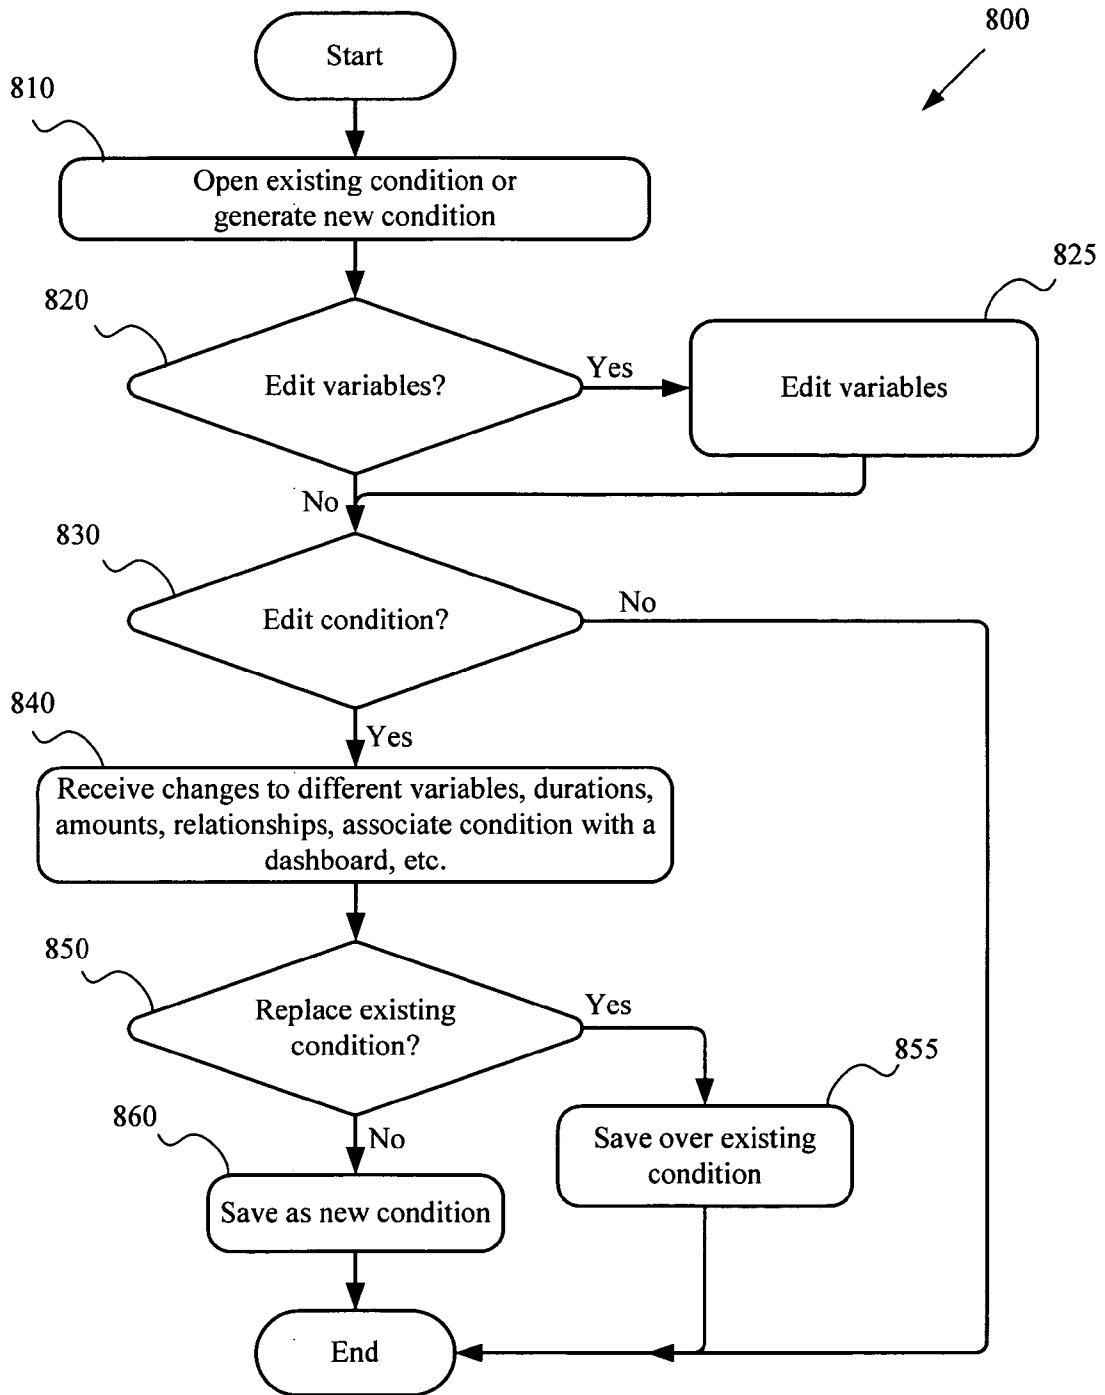 800
Start
810
Open existing condition or
generate new condition
820
825
Edit variables?
Yes
Edit variables
No
830
Edit condition?
No
840
Yes
Receive changes to different variables, durations,
amounts, relationships, associate condition with a
dashboard, etc.
850
Replace existing
condition?
Yes
855
860
No
Save over existing
condition
Save as new condition
End